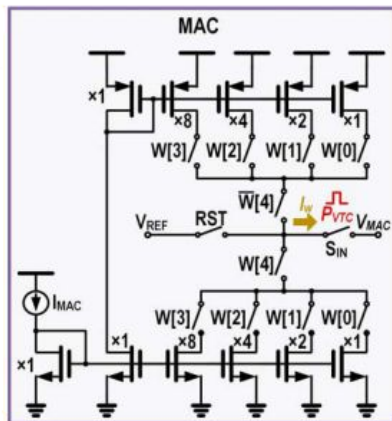 MAC
×1 ×8 ×4 ×2 ×1
W[3] W[2] W[1] W[0]
W̅[4] I_W P_VTC
V_REF RST S_IN V_MAC
W[4]
I_MAC W[3] W[2] W[1] W[0]
×1 ×1 ×8 ×4 ×2 ×1